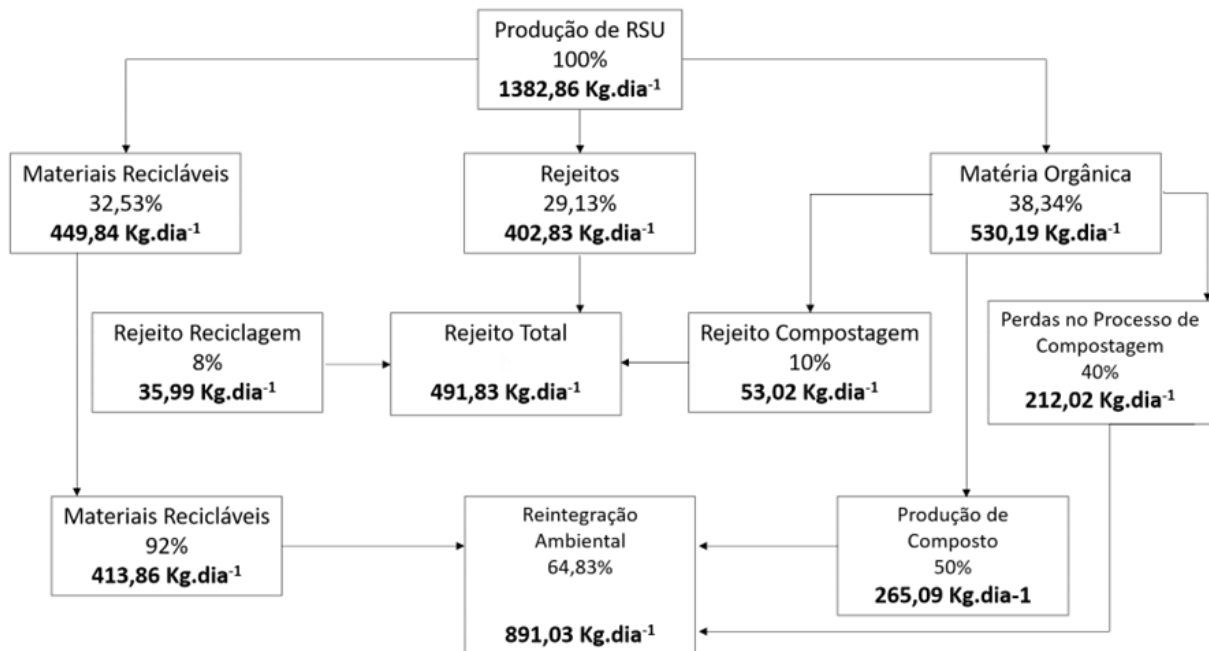 Produção de RSU
100%
1382,86 Kg.dia⁻¹
Materiais Recicláveis
32,53%
449,84 Kg.dia⁻¹
Rejeitos
29,13%
402,83 Kg.dia⁻¹
Matéria Orgânica
38,34%
530,19 Kg.dia⁻¹
Rejeito Reciclagem
8%
35,99 Kg.dia⁻¹
Rejeito Total
491,83 Kg.dia⁻¹
Rejeito Compostagem
10%
53,02 Kg.dia⁻¹
Perdas no Processo de
Compostagem
40%
212,02 Kg.dia⁻¹
Materiais Recicláveis
92%
413,86 Kg.dia⁻¹
Reintegração
Ambiental
64,83%
891,03 Kg.dia⁻¹
Produção de
Composto
50%
265,09 Kg.dia-1